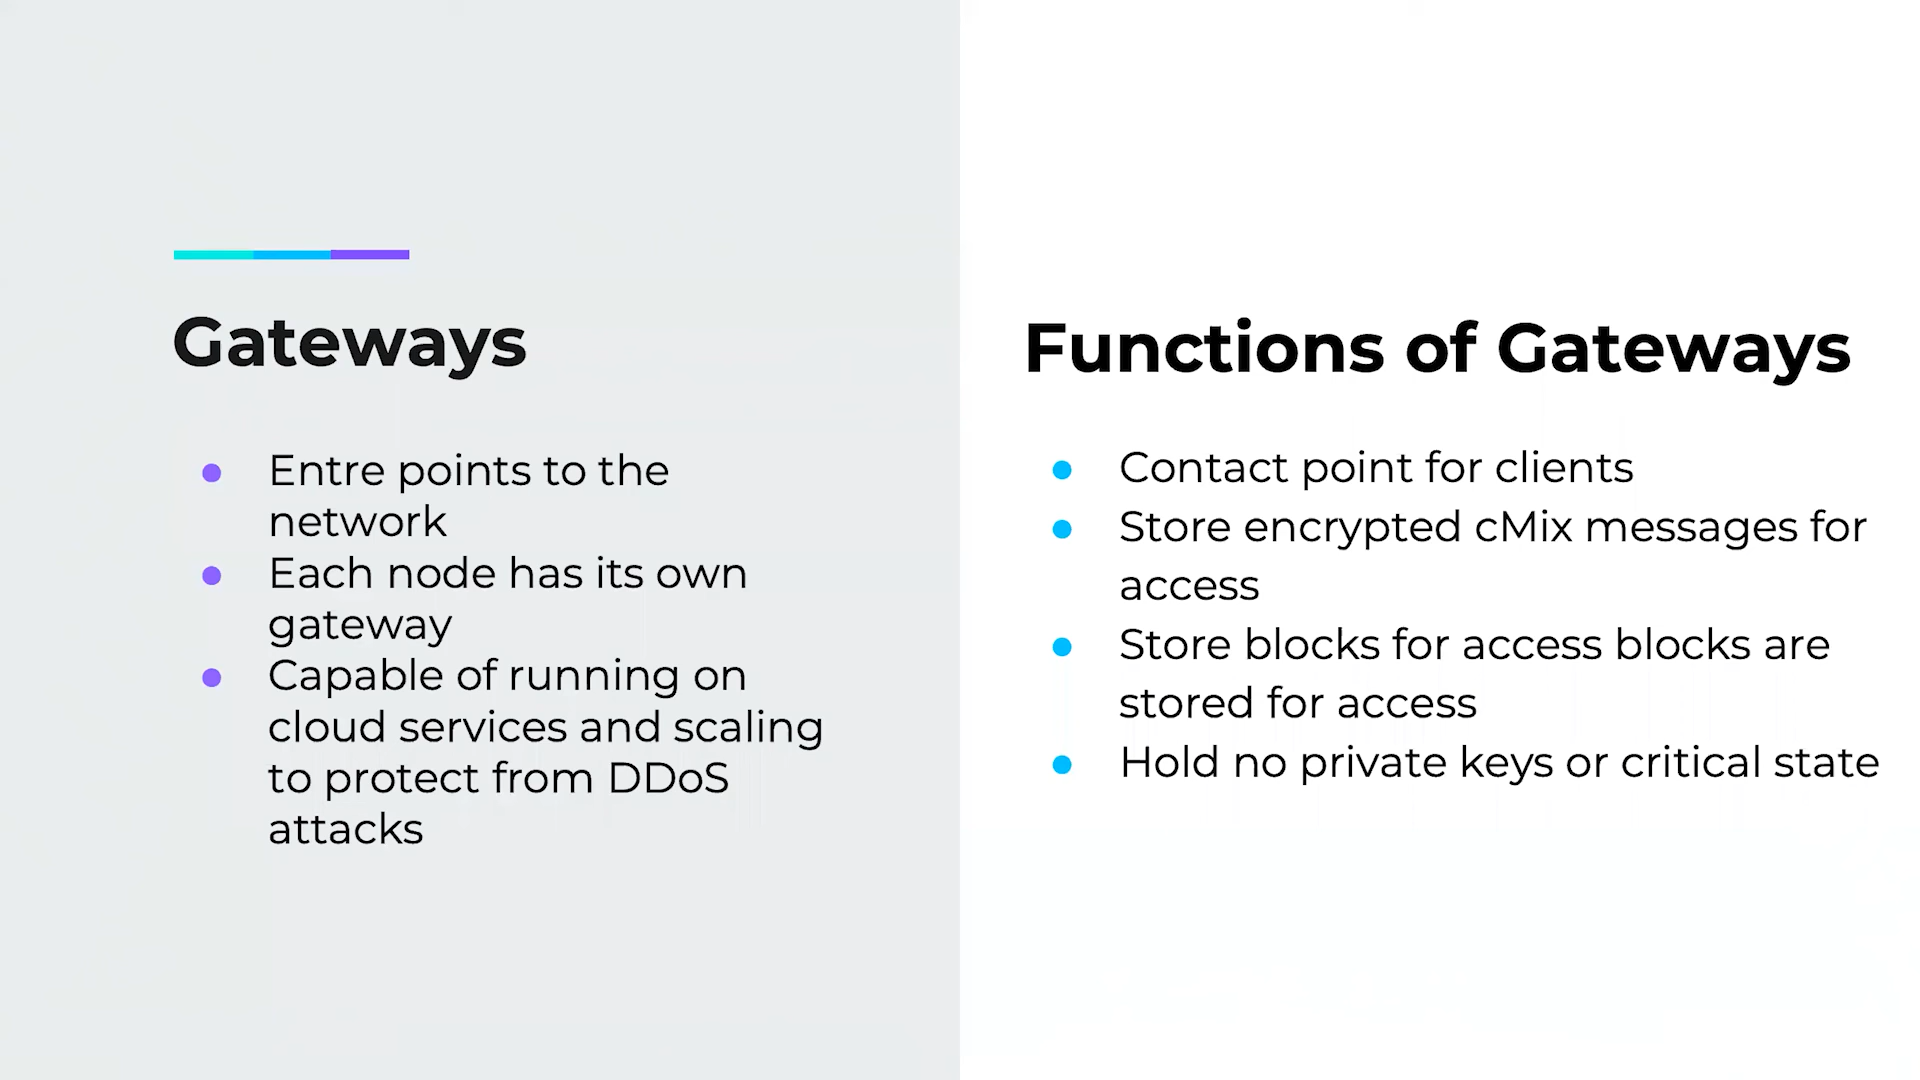 Gateways
Entre points to the
network
Each node has its own
gateway
Capable of running on
cloud services and scaling
to protect from DDoS
attacks
Functions of Gateways
Contact point for clients
Store encrypted cMix messages for
access
Store blocks for access blocks are
stored for access
Hold no private keys or critical state